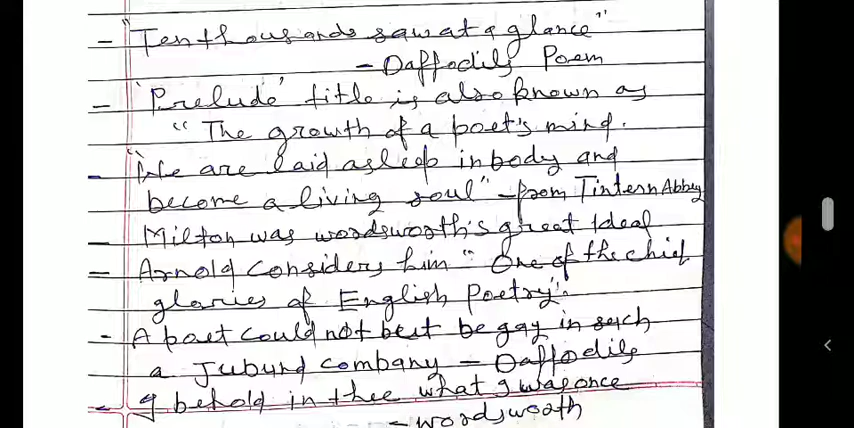 - "Ten thousands saw at a glance"
- Daffodils Poem
- 'Prelude' title is also known as
" The growth of a poet's mind.
- "We are laid asleep in body and
become a living soul" - from Tintern Abbey
- Milton was wordsworth's great Ideal
- Arnold considers him "One of the chief
glories of English Poetry".
- A poet could not but be gay in such
a Jubund company - Daffodils
- I behold in thee what I was once
- wordsworth